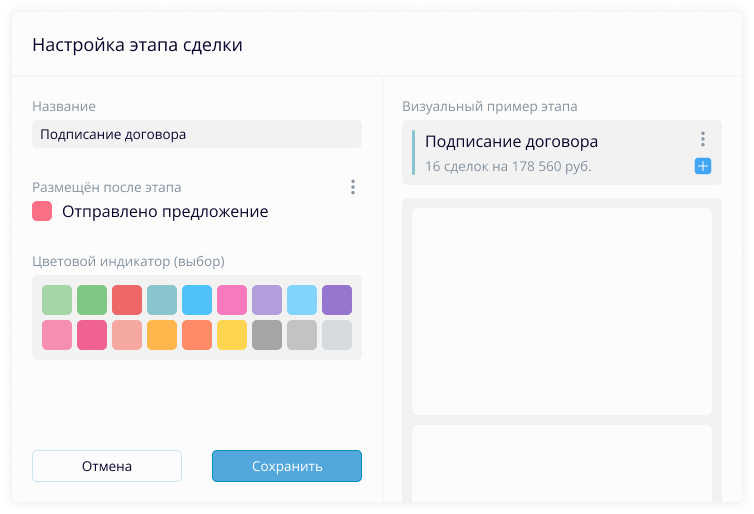 Настройка этапа сделки
Название
Подписание договора
Размещён после этапа
Отправлено предложение
Цветовой индикатор (выбор)
Отмена
Сохранить
Визуальный пример этапа
Подписание договора
16 сделок на 178 560 руб.